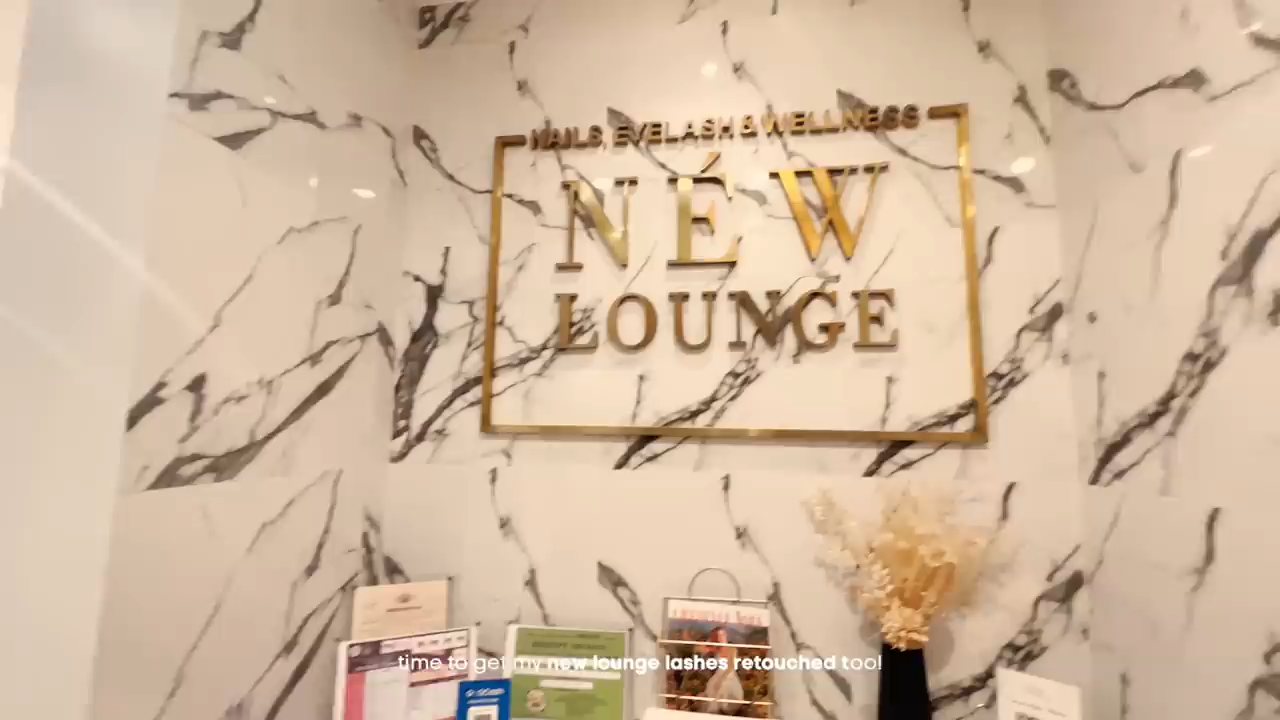 NAILS, EYELASH & WELLNESS
NÉW
LOUNGE
time to get my new lounge lashes retouched too!